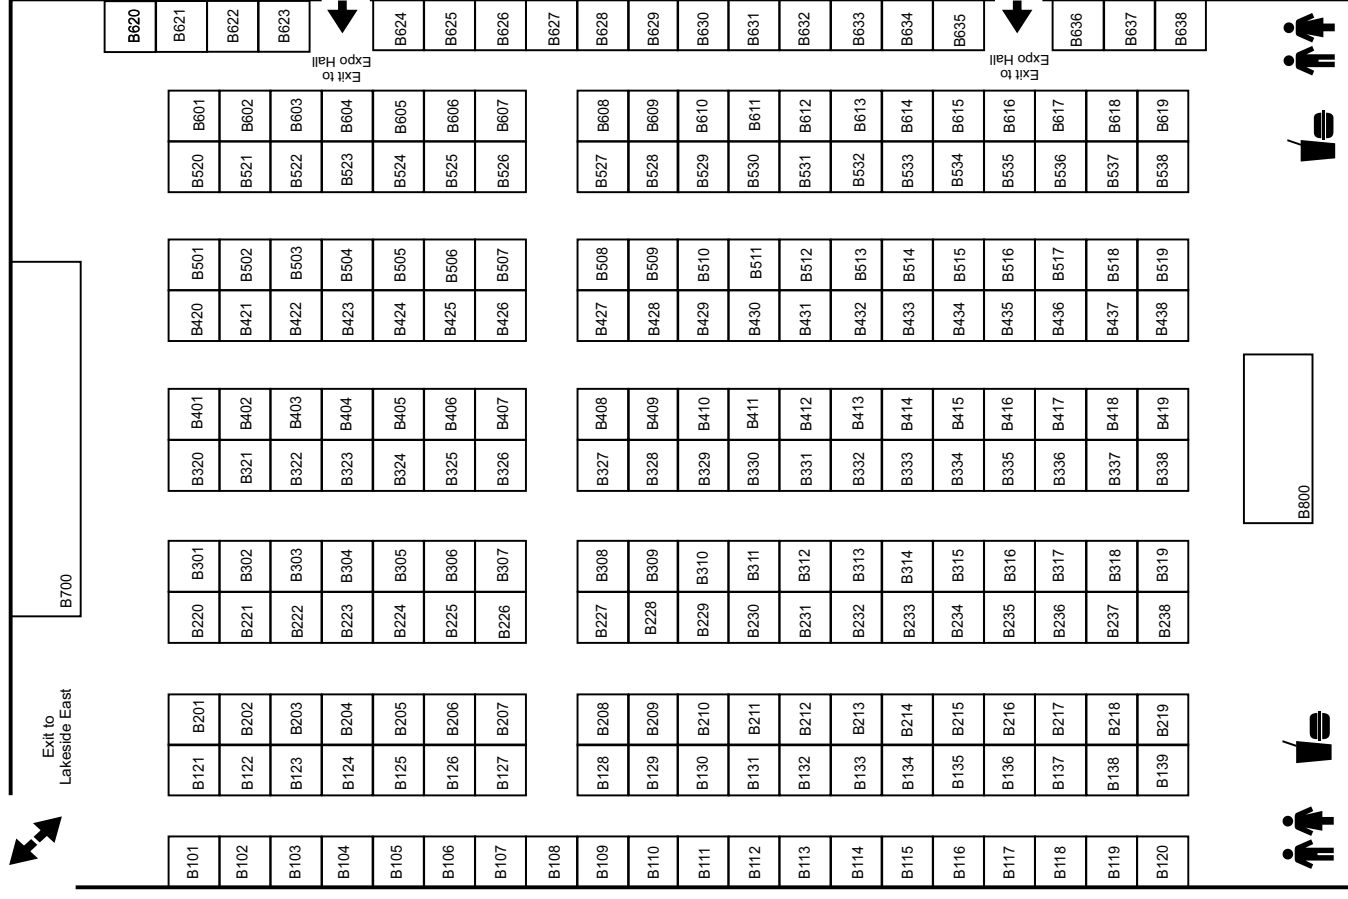 B620 B621 B622 B623 B624 B625 B626 B627 B628 B629 B630 B631 B632 B633 B634 B635 B636 B637 B638
Exit to
Expo Hall
Exit to
Expo Hall
B601 B602 B603 B604 B605 B606 B607 B608 B609 B610 B611 B612 B613 B614 B615 B616 B617 B618 B619
B520 B521 B522 B523 B524 B525 B526 B527 B528 B529 B530 B531 B532 B533 B534 B535 B536 B537 B538
B501 B502 B503 B504 B505 B506 B507 B508 B509 B510 B511 B512 B513 B514 B515 B516 B517 B518 B519
B420 B421 B422 B423 B424 B425 B426 B427 B428 B429 B430 B431 B432 B433 B434 B435 B436 B437 B438
B401 B402 B403 B404 B405 B406 B407 B408 B409 B410 B411 B412 B413 B414 B415 B416 B417 B418 B419
B320 B321 B322 B323 B324 B325 B326 B327 B328 B329 B330 B331 B332 B333 B334 B335 B336 B337 B338
B800
B301 B302 B303 B304 B305 B306 B307 B308 B309 B310 B311 B312 B313 B314 B315 B316 B317 B318 B319
B700
B220 B221 B222 B223 B224 B225 B226 B227 B228 B229 B230 B231 B232 B233 B234 B235 B236 B237 B238
Exit to
Lakeside East
B201 B202 B203 B204 B205 B206 B207 B208 B209 B210 B211 B212 B213 B214 B215 B216 B217 B218 B219
B121 B122 B123 B124 B125 B126 B127 B128 B129 B130 B131 B132 B133 B134 B135 B136 B137 B138 B139
B101 B102 B103 B104 B105 B106 B107 B108 B109 B110 B111 B112 B113 B114 B115 B116 B117 B118 B119 B120